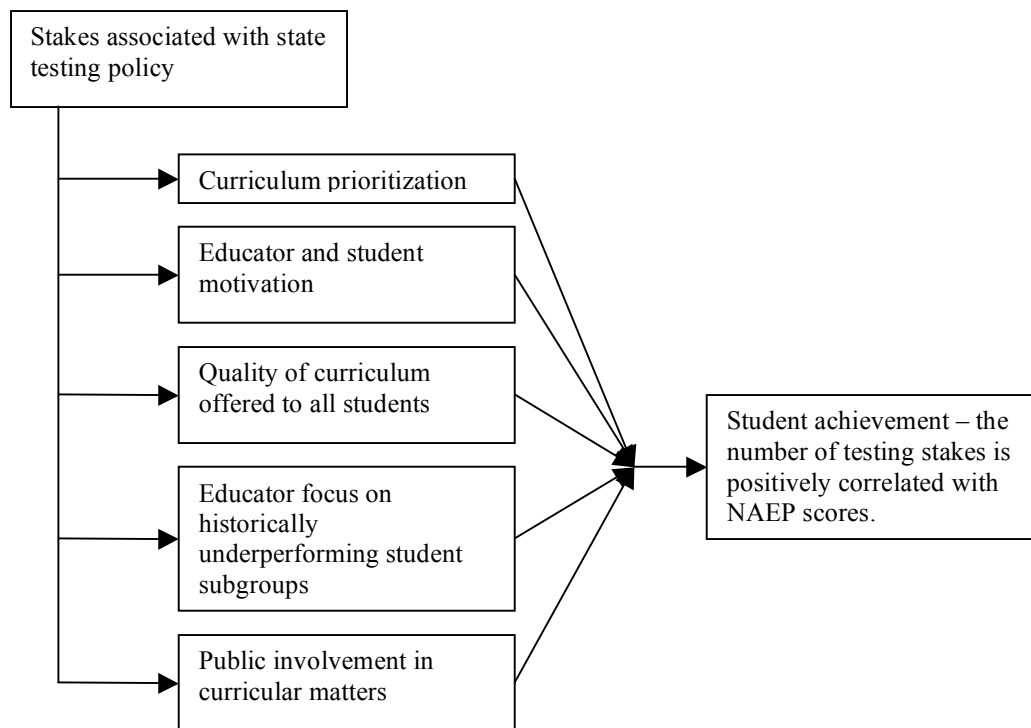 Stakes associated with state
testing policy
Curriculum prioritization
Educator and student
motivation
Quality of curriculum
offered to all students
Educator focus on
historically
underperforming student
subgroups
Public involvement in
curricular matters
Student achievement – the
number of testing stakes is
positively correlated with
NAEP scores.